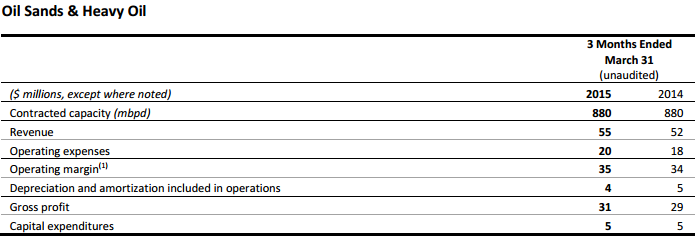 Oil Sands & Heavy Oil
3 Months Ended
March 31
(unaudited)
($ millions, except where noted) 2015 2014
Contracted capacity (mbpd) 880 880
Revenue 55 52
Operating expenses 20 18
Operating margin(1) 35 34
Depreciation and amortization included in operations 4 5
Gross profit 31 29
Capital expenditures 5 5